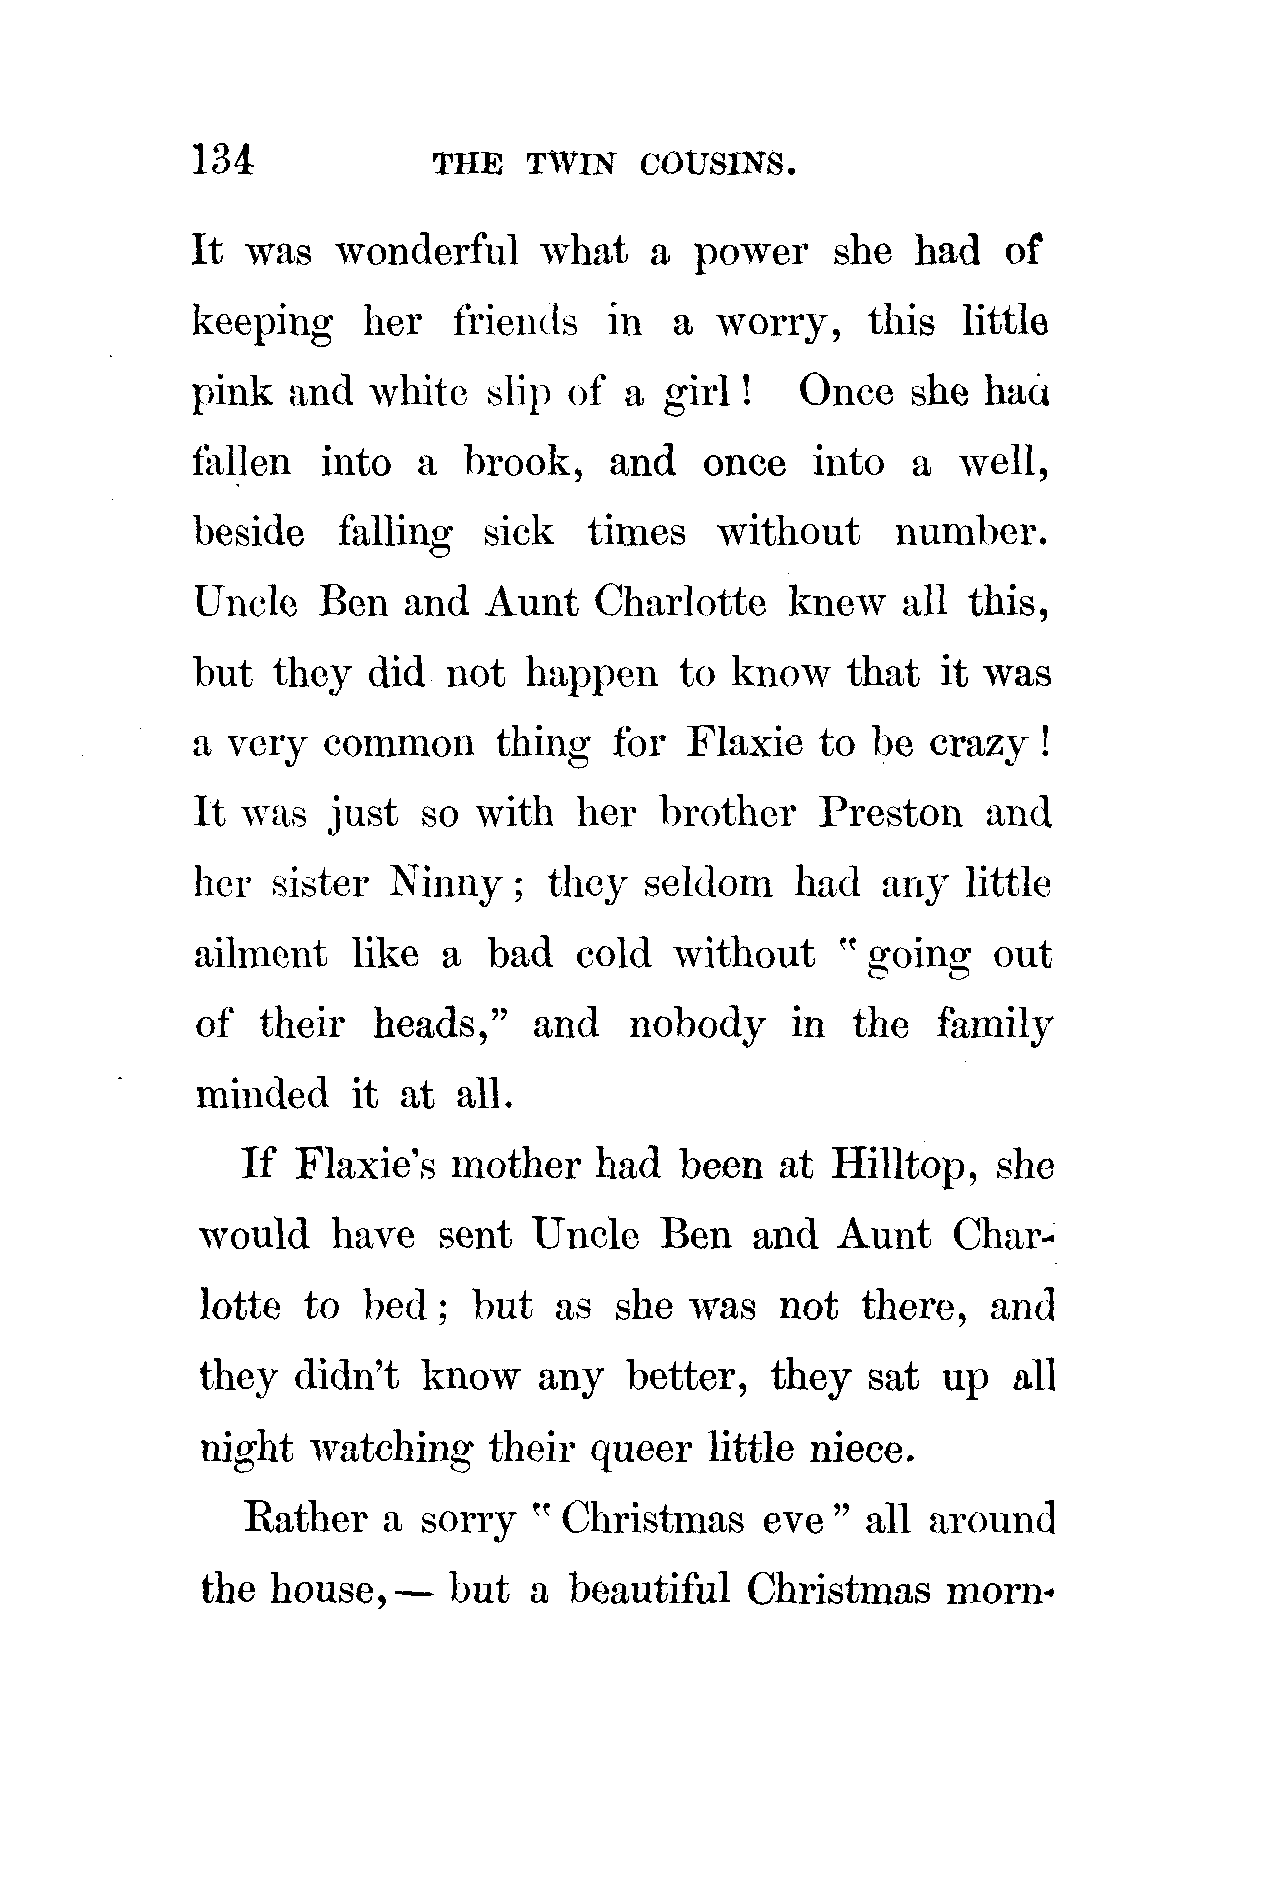 134 THE TWIN COUSINS.
It was wonderful what a power she had of
keeping her friends in a worry, this little
pink and white slip of a girl! Once she had
fallen into a brook, and once into a well,
beside falling sick times without number.
Uncle Ben and Aunt Charlotte knew all this,
but they did not happen to know that it was
a very common thing for Flaxie to be crazy!
It was just so with her brother Preston and
her sister Ninny; they seldom had any little
ailment like a bad cold without "going out
of their heads," and nobody in the family
minded it at all.
If Flaxie's mother had been at Hilltop, she
would have sent Uncle Ben and Aunt Char-
lotte to bed; but as she was not there, and
they didn't know any better, they sat up all
night watching their queer little niece.
Rather a sorry "Christmas eve" all around
the house,— but a beautiful Christmas morn-